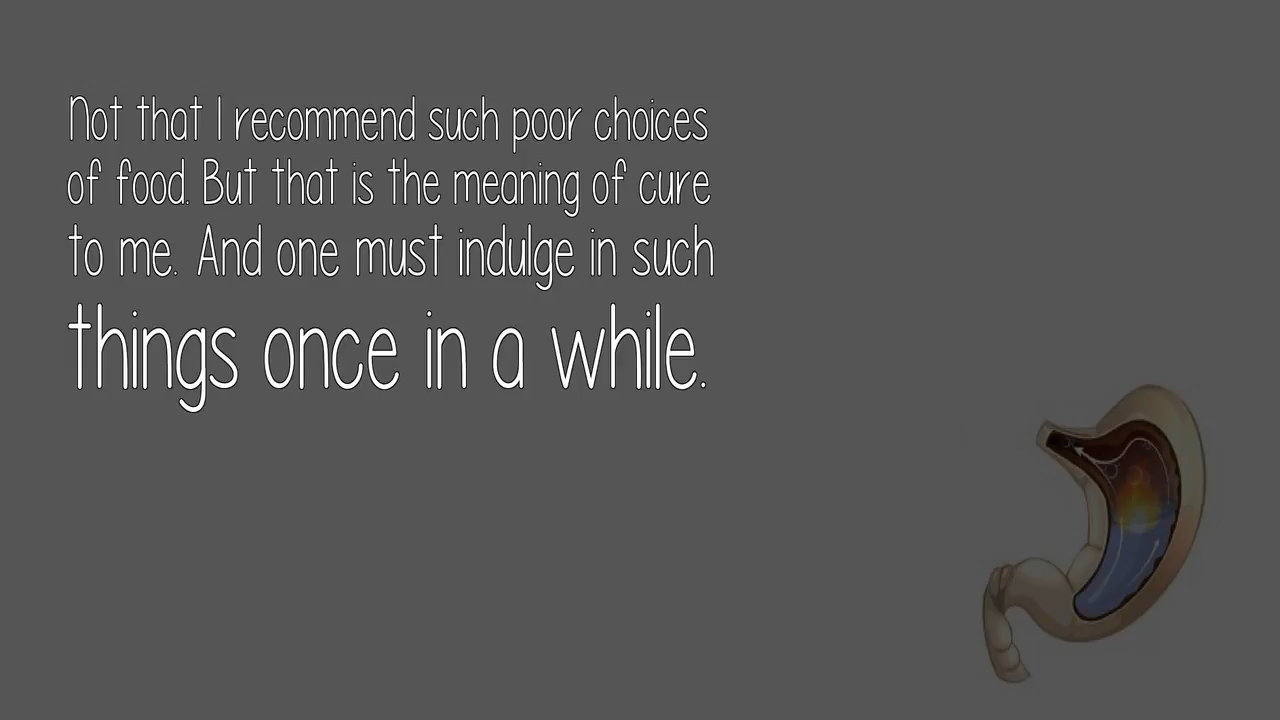 Not that I recommend such poor choices
of food. But that is the meaning of cure
to me. And one must indulge in such
things once in a while.